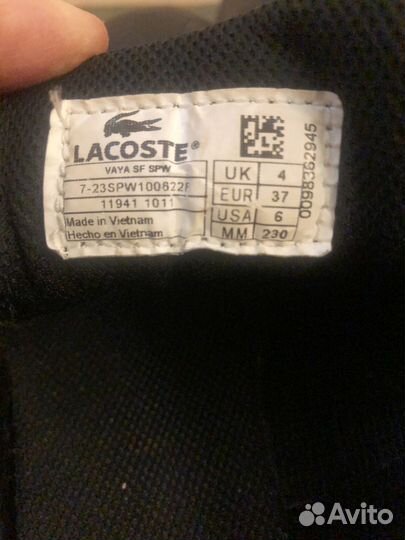 LACOSTE
VAYA SF SPW
7-23SPW100622F
11941 1011
Made in Vietnam
Hecho en Vietnam
UK 4
EUR 37
USA 6
MM 230
0098362945
Avito